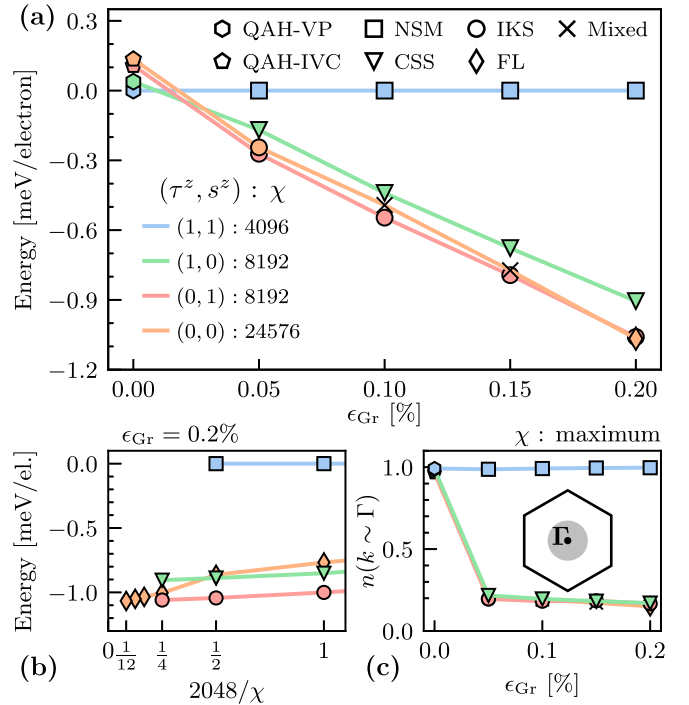 (a)
QAH-VP NSM IKS Mixed
QAH-IVC CSS FL
Energy [meV/electron]
0.3
0.0
−0.3
−0.6
−0.9
−1.2
(τ^z, s^z) : χ
(1, 1) : 4096
(1, 0) : 8192
(0, 1) : 8192
(0, 0) : 24576
0.00 0.05 0.10 0.15 0.20
ϵ_Gr [%]
ϵ_Gr = 0.2%
Energy [meV/el.]
0.0
−0.5
−1.0
0 1/12 1/4 1/2 1
2048/χ
(b)
χ : maximum
n(k ∼ Γ)
1.0
0.5
0.0
Γ
0.0 0.1 0.2
ϵ_Gr [%]
(c)